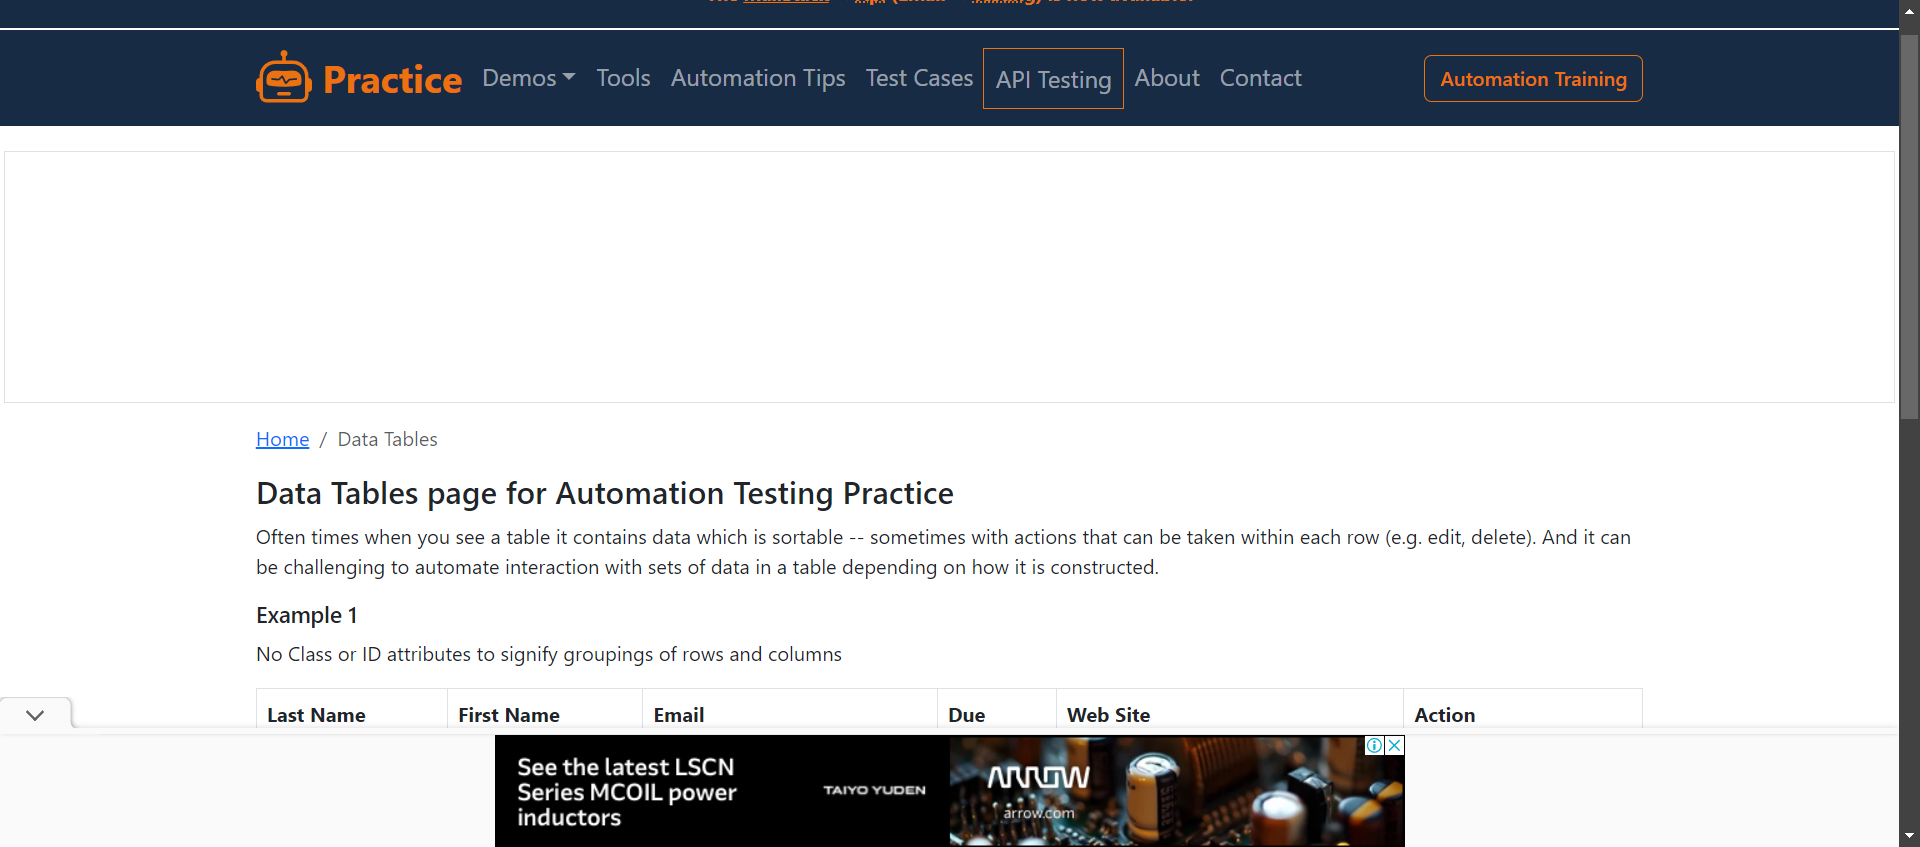 Practice
Demos
Tools
Automation Tips
Test Cases
API Testing
About
Contact
Automation Training
Home / Data Tables
Data Tables page for Automation Testing Practice
Often times when you see a table it contains data which is sortable -- sometimes with actions that can be taken within each row (e.g. edit, delete). And it can
be challenging to automate interaction with sets of data in a table depending on how it is constructed.
Example 1
No Class or ID attributes to signify groupings of rows and columns
Last Name
First Name
Email
Due
Web Site
Action
See the latest LSCN
Series MCOIL power
inductors
TAIYO YUDEN
ARROW
arrow.com